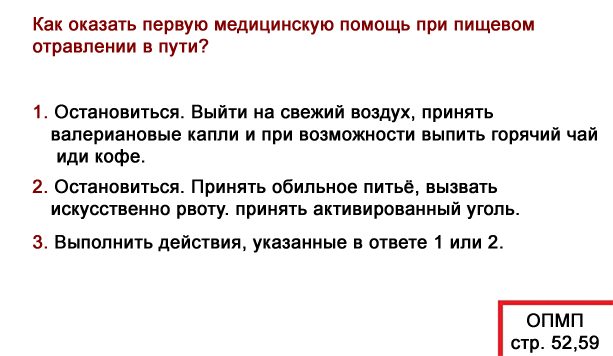 Как оказать первую медицинскую помощь при пищевом
отравлении в пути?
1. Остановиться. Выйти на свежий воздух, принять
валериановые капли и при возможности выпить горячий чай
иди кофе.
2. Остановиться. Принять обильное питьё, вызвать
искусственно рвоту. принять активированный уголь.
3. Выполнить действия, указанные в ответе 1 или 2.
ОПМП
стр. 52,59